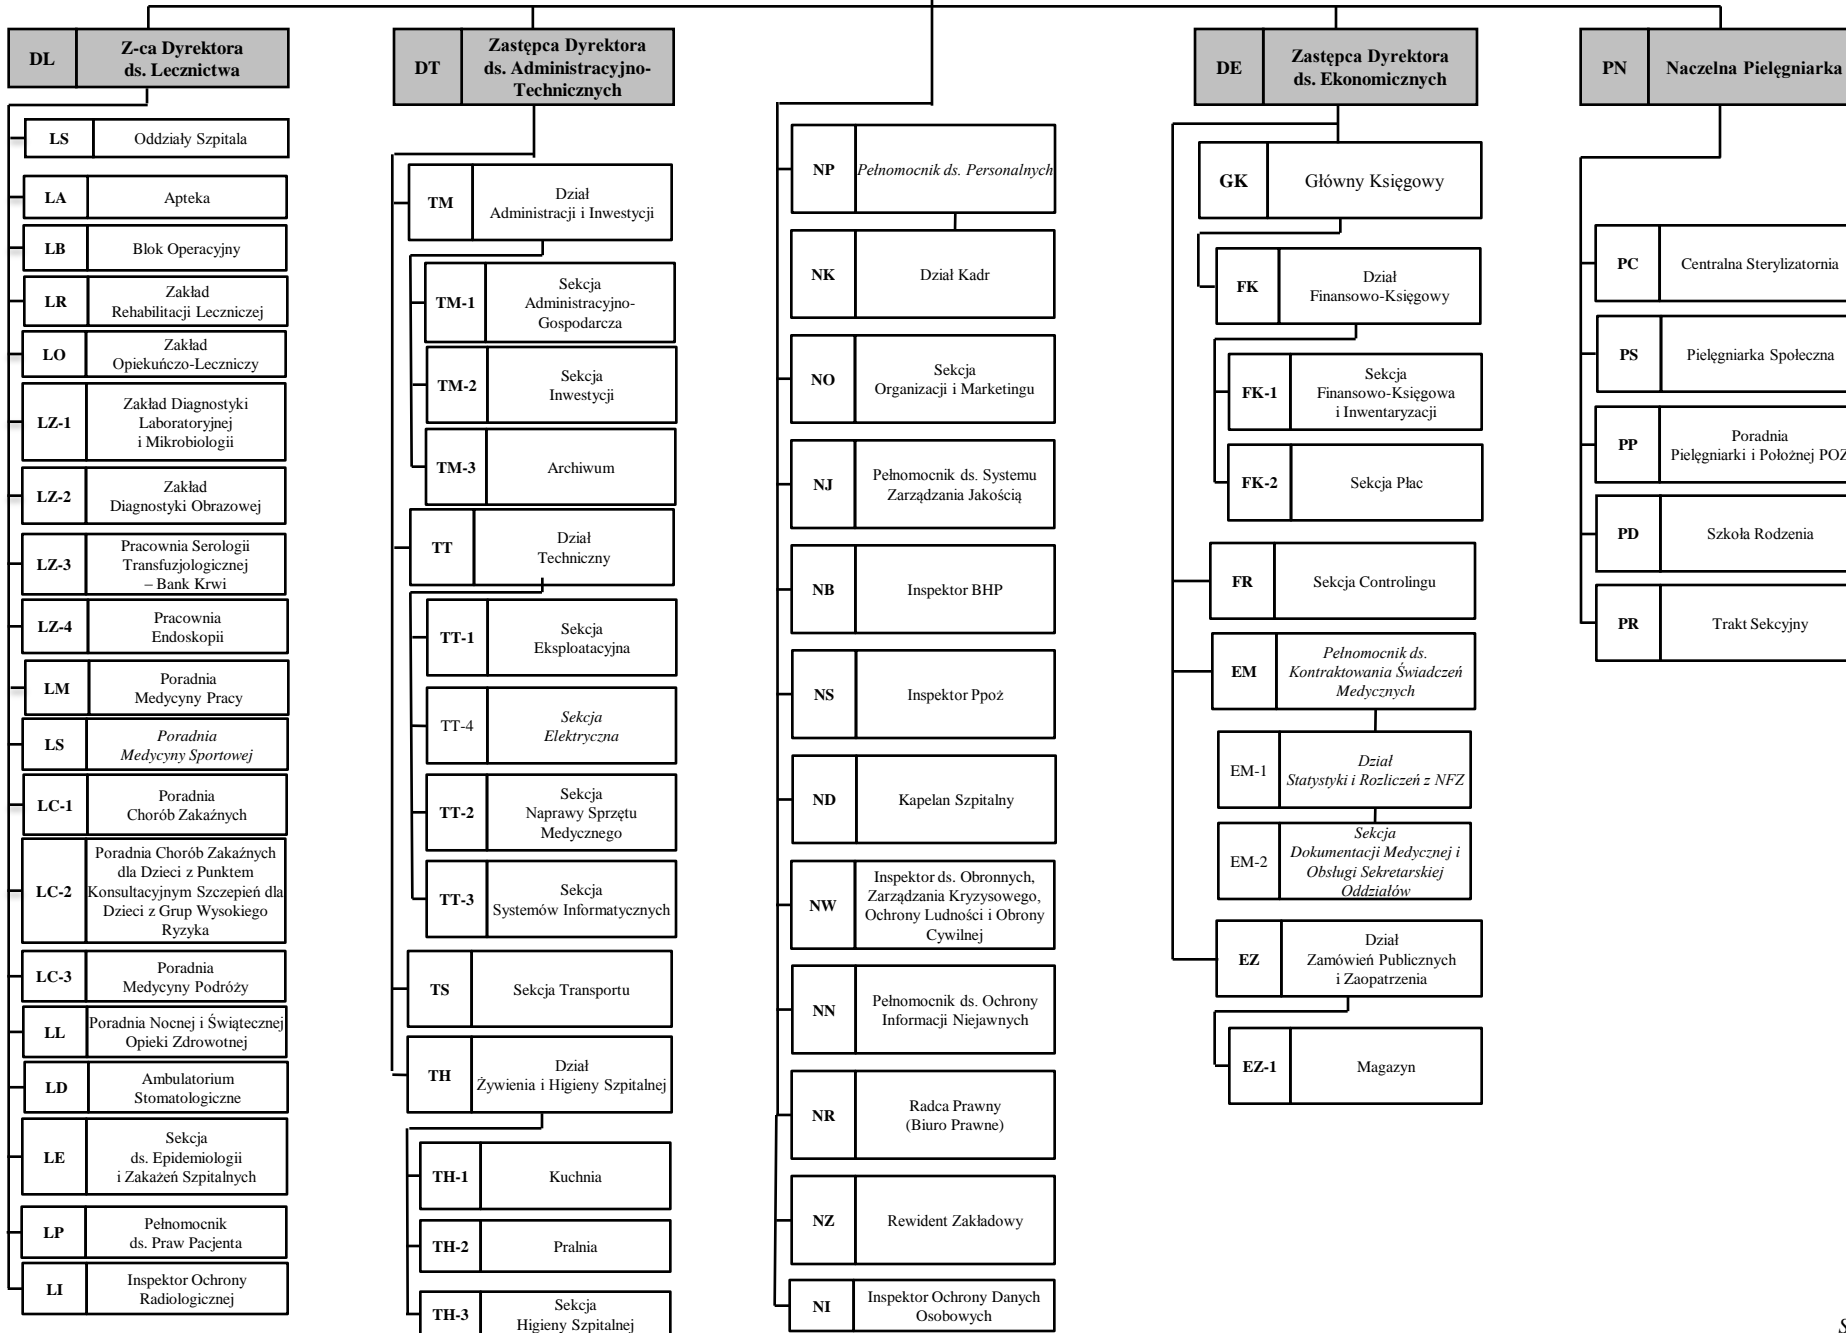 DL
Z-ca Dyrektora
ds. Lecznictwa
LS
Oddziały Szpitala
LA
Apteka
LB
Blok Operacyjny
LR
Zakład
Rehabilitacji Leczniczej
LO
Zakład
Opiekuńczo-Leczniczy
LZ-1
Zakład Diagnostyki
Laboratoryjnej
i Mikrobiologii
LZ-2
Zakład
Diagnostyki Obrazowej
LZ-3
Pracownia Serologii
Transfuzjologicznej
– Bank Krwi
LZ-4
Pracownia
Endoskopii
LM
Poradnia
Medycyny Pracy
LS
Poradnia
Medycyny Sportowej
LC-1
Poradnia
Chorób Zakaźnych
LC-2
Poradnia Chorób Zakaźnych
dla Dzieci z Punktem
Konsultacyjnym Szczepień dla
Dzieci z Grup Wysokiego
Ryzyka
LC-3
Poradnia
Medycyny Podróży
LL
Poradnia Nocnej i Świątecznej
Opieki Zdrowotnej
LD
Ambulatorium
Stomatologiczne
LE
Sekcja
ds. Epidemiologii
i Zakażeń Szpitalnych
LP
Pełnomocnik
ds. Praw Pacjenta
LI
Inspektor Ochrony
Radiologicznej
DT
Zastępca Dyrektora
ds. Administracyjno-
Technicznych
TM
Dział
Administracji i Inwestycji
TM-1
Sekcja
Administracyjno-
Gospodarcza
TM-2
Sekcja
Inwestycji
TM-3
Archiwum
TT
Dział
Techniczny
TT-1
Sekcja
Eksploatacyjna
TT-4
Sekcja
Elektryczna
TT-2
Sekcja
Naprawy Sprzętu
Medycznego
TT-3
Sekcja
Systemów Informatycznych
TS
Sekcja Transportu
TH
Dział
Żywienia i Higieny Szpitalnej
TH-1
Kuchnia
TH-2
Pralnia
TH-3
Sekcja
Higieny Szpitalnej
NP
Pełnomocnik ds. Personalnych
NK
Dział Kadr
NO
Sekcja
Organizacji i Marketingu
NJ
Pełnomocnik ds. Systemu
Zarządzania Jakością
NB
Inspektor BHP
NS
Inspektor Ppoż
ND
Kapelan Szpitalny
NW
Inspektor ds. Obronnych,
Zarządzania Kryzysowego,
Ochrony Ludności i Obrony
Cywilnej
NN
Pełnomocnik ds. Ochrony
Informacji Niejawnych
NR
Radca Prawny
(Biuro Prawne)
NZ
Rewident Zakładowy
NI
Inspektor Ochrony Danych
Osobowych
DE
Zastępca Dyrektora
ds. Ekonomicznych
GK
Główny Księgowy
FK
Dział
Finansowo-Księgowy
FK-1
Sekcja
Finansowo-Księgowa
i Inwentaryzacji
FK-2
Sekcja Płac
FR
Sekcja Controlingu
EM
Pełnomocnik ds.
Kontraktowania Świadczeń
Medycznych
EM-1
Dział
Statystyki i Rozliczeń z NFZ
EM-2
Sekcja
Dokumentacji Medycznej i
Obsługi Sekretarskiej
Oddziałów
EZ
Dział
Zamówień Publicznych
i Zaopatrzenia
EZ-1
Magazyn
PN
Naczelna Pielęgniarka
PC
Centralna Sterylizatornia
PS
Pielęgniarka Społeczna
PP
Poradnia
Pielęgniarki i Położnej POZ
PD
Szkoła Rodzenia
PR
Trakt Sekcyjny